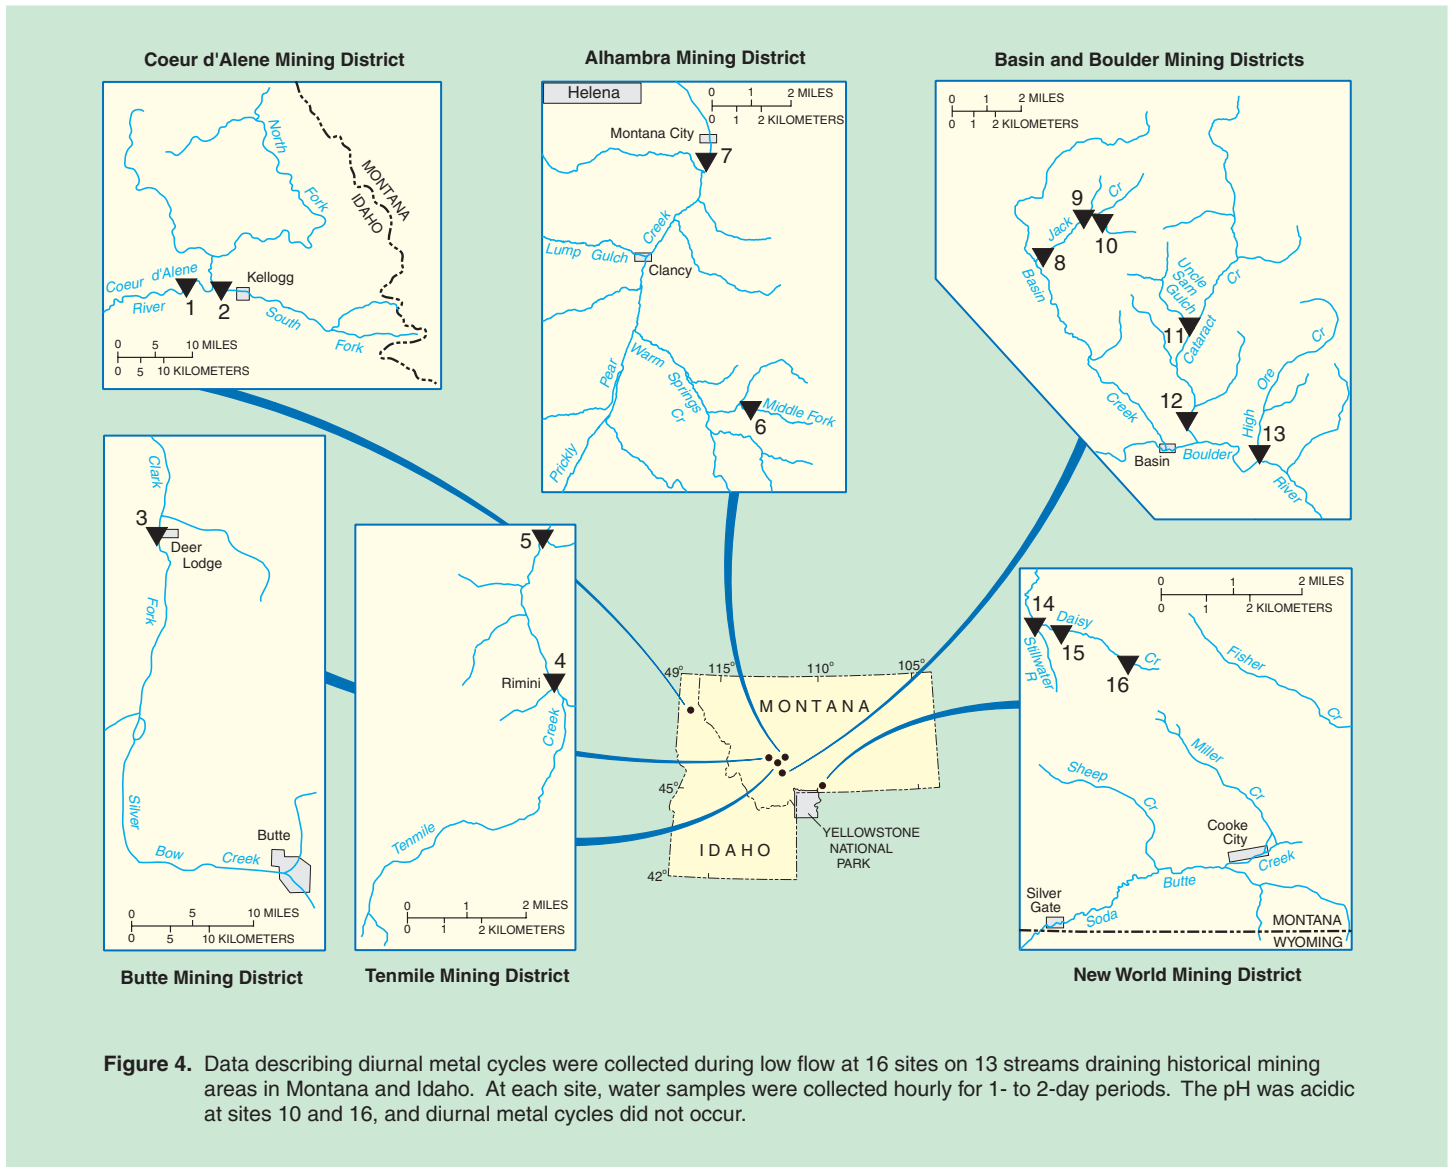 Coeur d'Alene Mining District
North
Fork
MONTANA
IDAHO
Coeur d'Alene
River
1
2
Kellogg
South
Fork
0 5 10 MILES
0 5 10 KILOMETERS
Alhambra Mining District
Helena
0 1 2 MILES
0 1 2 KILOMETERS
Montana City
7
Creek
Lump Gulch
Clancy
Pear
Warm
Springs
Cr
Middle Fork
6
Prickly
Basin and Boulder Mining Districts
0 1 2 MILES
0 1 2 KILOMETERS
9
Cr
Jack
10
8
Basin
Uncle
Sam
Gulch
Cr
11
Cataract
Cr
Ore
Creek
12
High
13
Basin
Boulder
River
Clark
3
Deer
Lodge
Fork
Silver
Butte
Bow Creek
0 5 10 MILES
0 5 10 KILOMETERS
Butte Mining District
5
4
Rimini
Creek
Tenmile
0 1 2 MILES
0 1 2 KILOMETERS
Tenmile Mining District
49° 115° 110° 105°
MONTANA
45°
IDAHO
42°
YELLOWSTONE
NATIONAL
PARK
0 1 2 MILES
0 1 2 KILOMETERS
14
Daisy
15
Cr
16
Stillwater
R
Fisher
Cr
Miller
Cr
Sheep
Cr
Cooke
City
Creek
Butte
Silver
Gate
Soda
MONTANA
WYOMING
New World Mining District
Figure 4. Data describing diurnal metal cycles were collected during low flow at 16 sites on 13 streams draining historical mining
areas in Montana and Idaho. At each site, water samples were collected hourly for 1- to 2-day periods. The pH was acidic
at sites 10 and 16, and diurnal metal cycles did not occur.